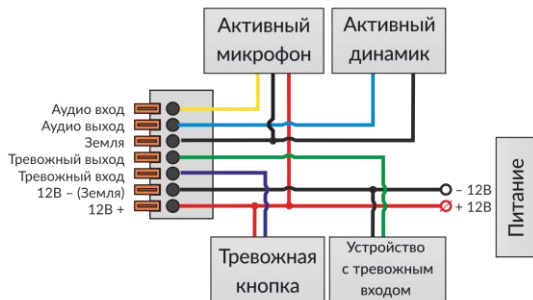 Активный
микрофон
Активный
динамик
Аудио вход
Аудио выход
Земля
Тревожный выход
Тревожный вход
12В – (Земля)
12В +
– 12В
+ 12В
Питание
Тревожная
кнопка
Устройство
с тревожным
входом